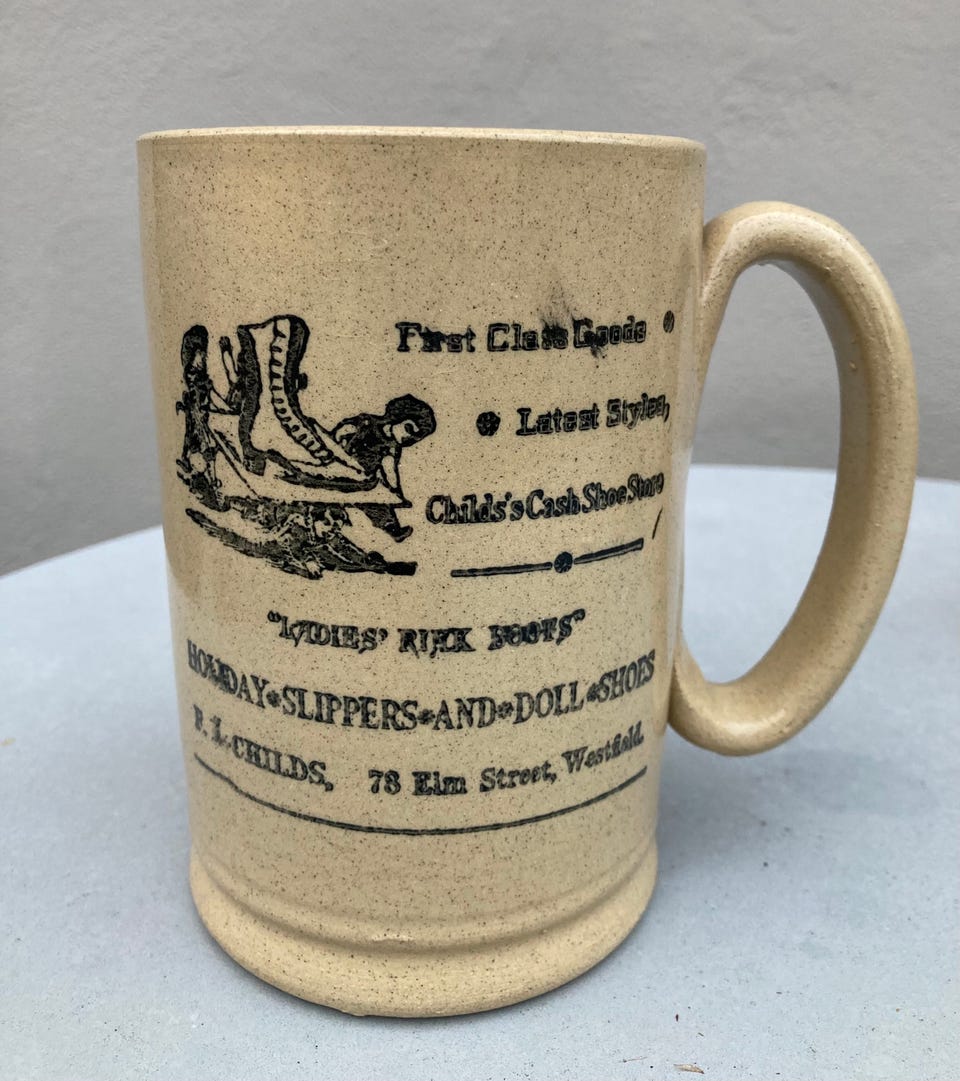 First Class Goods
Latest Styles,
Childs's Cash Shoe Store
"LADIES' RINK BOOTS"
HOLIDAY SLIPPERS AND DOLL SHOES
F. L. CHILDS, 78 Elm Street, Westfield.